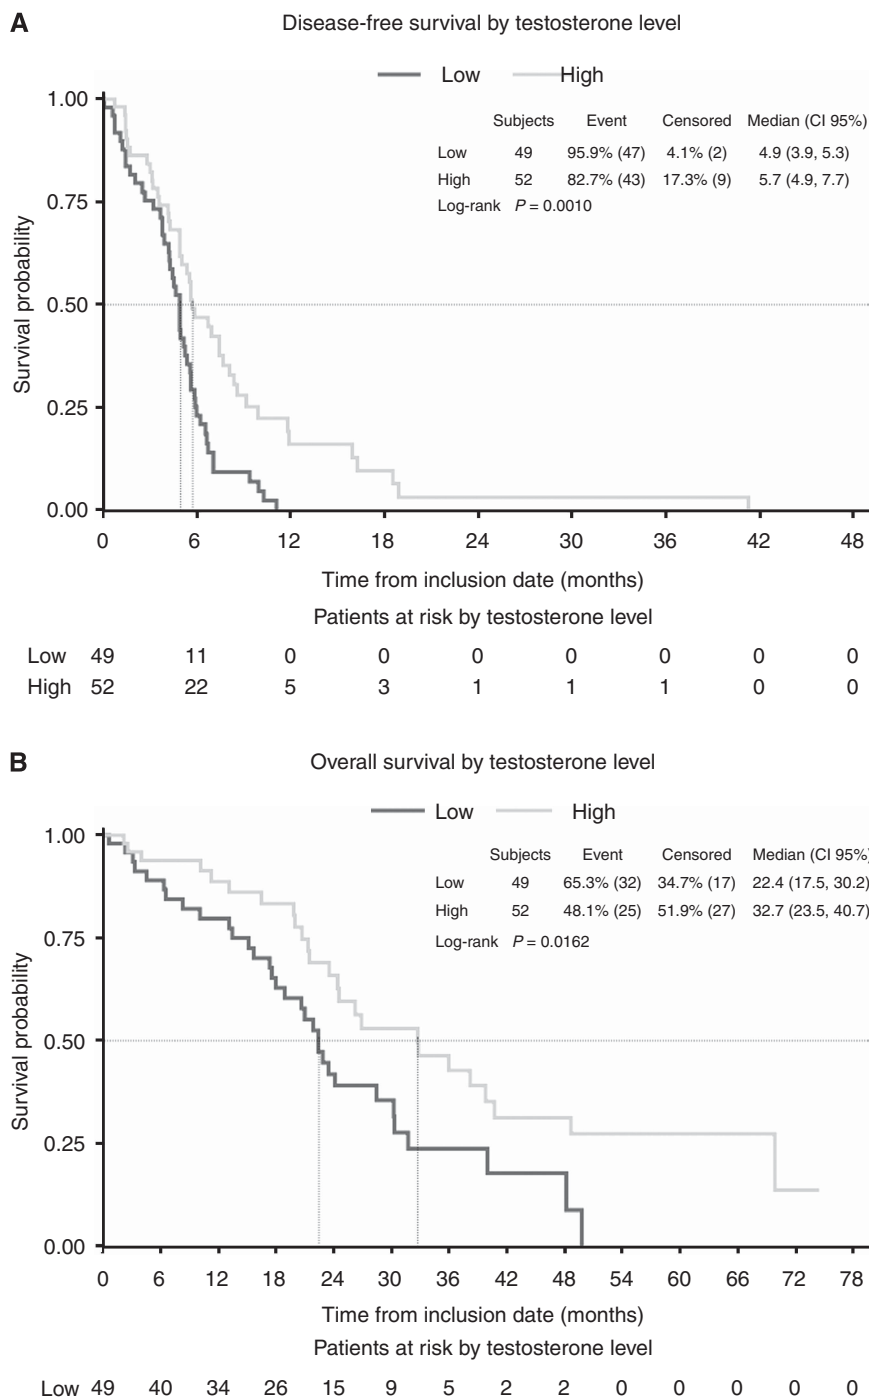 A
Disease-free survival by testosterone level
Low High
Subjects Event Censored Median (CI 95%)
Low 49 95.9% (47) 4.1% (2) 4.9 (3.9, 5.3)
High 52 82.7% (43) 17.3% (9) 5.7 (4.9, 7.7)
Log-rank P = 0.0010
Survival probability
1.00
0.75
0.50
0.25
0.00
0 6 12 18 24 30 36 42 48
Time from inclusion date (months)
Patients at risk by testosterone level
Low 49 11 0 0 0 0 0 0 0
High 52 22 5 3 1 1 1 0 0
B
Overall survival by testosterone level
Low High
Subjects Event Censored Median (CI 95%)
Low 49 65.3% (32) 34.7% (17) 22.4 (17.5, 30.2)
High 52 48.1% (25) 51.9% (27) 32.7 (23.5, 40.7)
Log-rank P = 0.0162
Survival probability
1.00
0.75
0.50
0.25
0.00
0 6 12 18 24 30 36 42 48 54 60 66 72 78
Time from inclusion date (months)
Patients at risk by testosterone level
Low 49 40 34 26 15 9 5 2 2 0 0 0 0 0